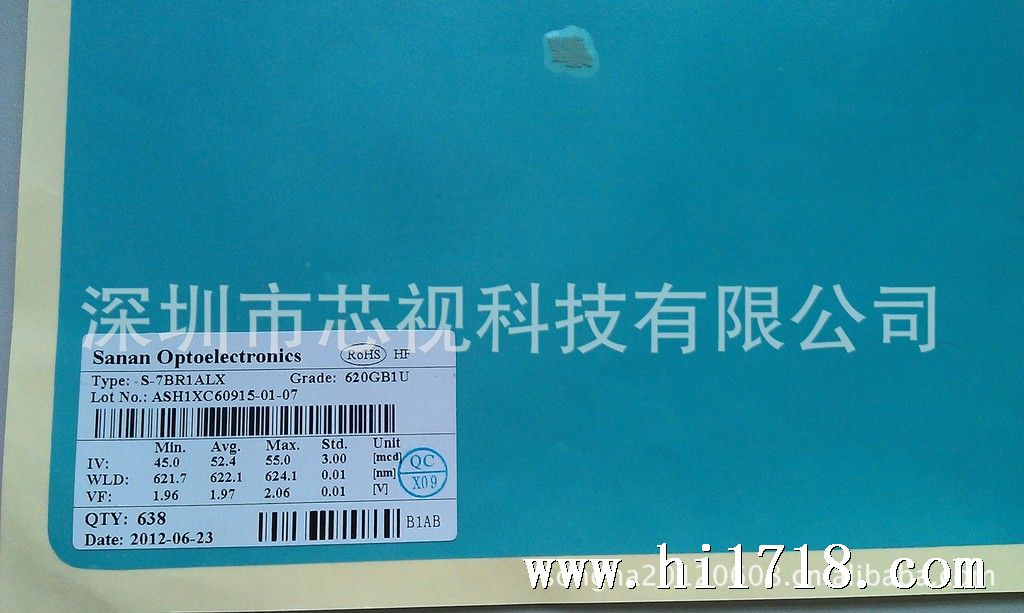 深圳市芯视科技有限公司
Sanan Optoelectronics RoHS HF
Type: S-7BR1ALX Grade: 620GB1U
Lot No.: ASH1XC60915-01-07
Min. Avg. Max. Std. Unit
IV: 45.0 52.4 55.0 3.00 [mcd]
WLD: 621.7 622.1 624.1 0.01 [nm]
VF: 1.96 1.97 2.06 0.01 [V]
QC
X09
QTY: 638
B1AB
Date: 2012-06-23
www.hi1718.com